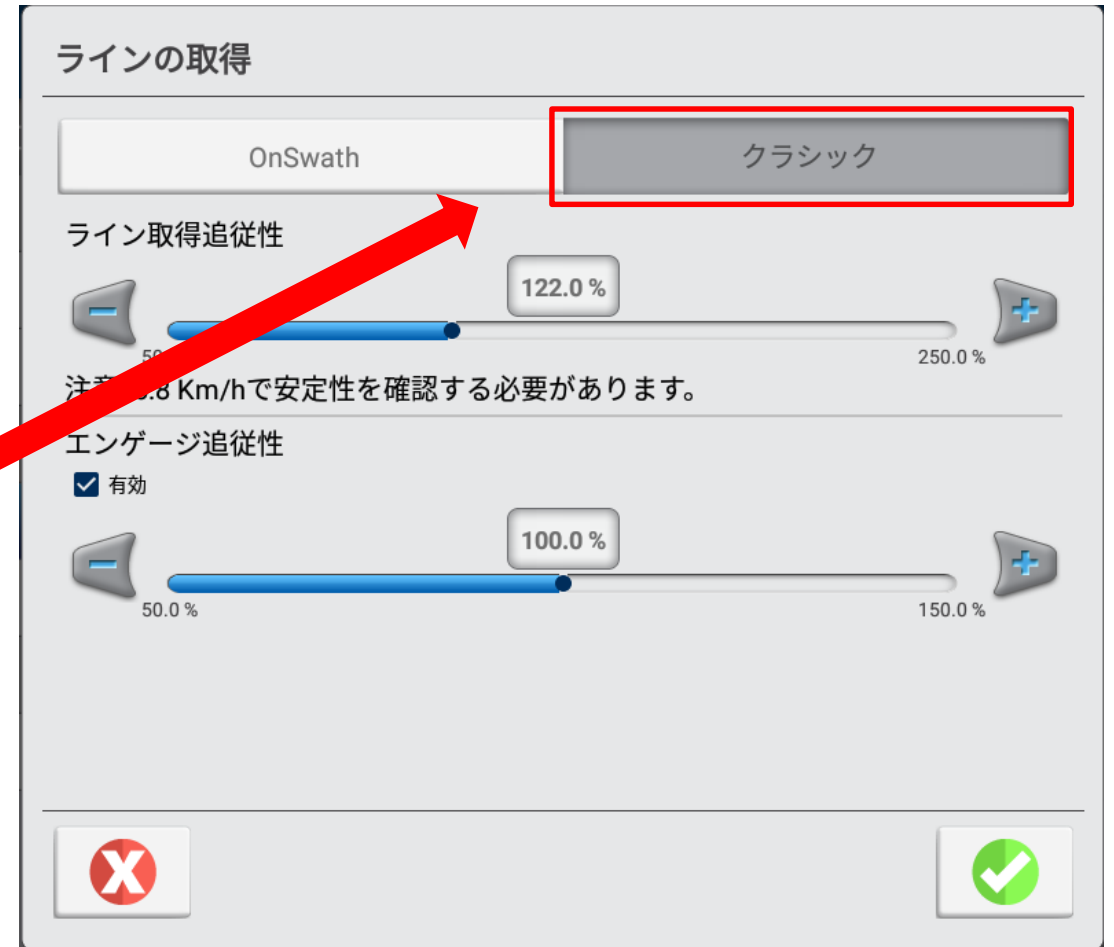 ラインの取得
OnSwath クラシック
ライン取得追従性
122.0 %
250.0 %
.8 Km/hで安定性を確認する必要があります。
エンゲージ追従性
有効
100.0 %
50.0 % 150.0 %